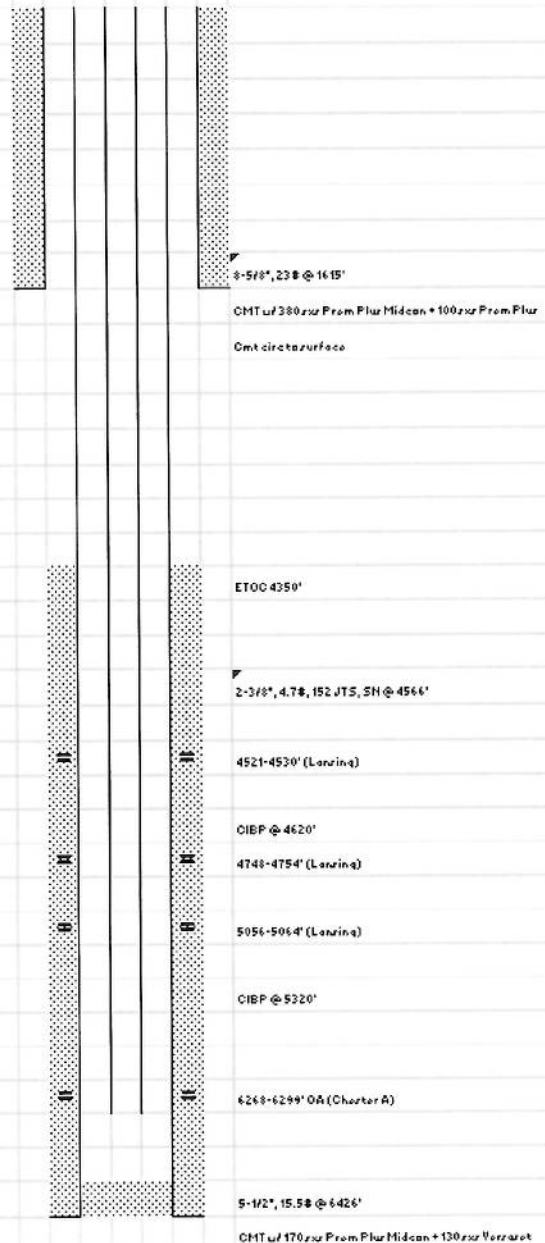 8-5/8", 23# @ 1615'
CMT w/ 380 sxs Prem Plus Midcon + 100 sxs Prem Plus
Cmt circ to surface
ETOC 4350'
2-3/8", 4.7#, 152 JTS, SN @ 4566'
4521-4530' (Lansing)
CIBP @ 4620'
4748-4754' (Lansing)
5056-5064' (Lansing)
CIBP @ 5320'
6268-6299' OA (Chester A)
5-1/2", 15.5# @ 6426'
CMT w/ 170 sxs Prem Plus Midcon + 130 sxs Versaset